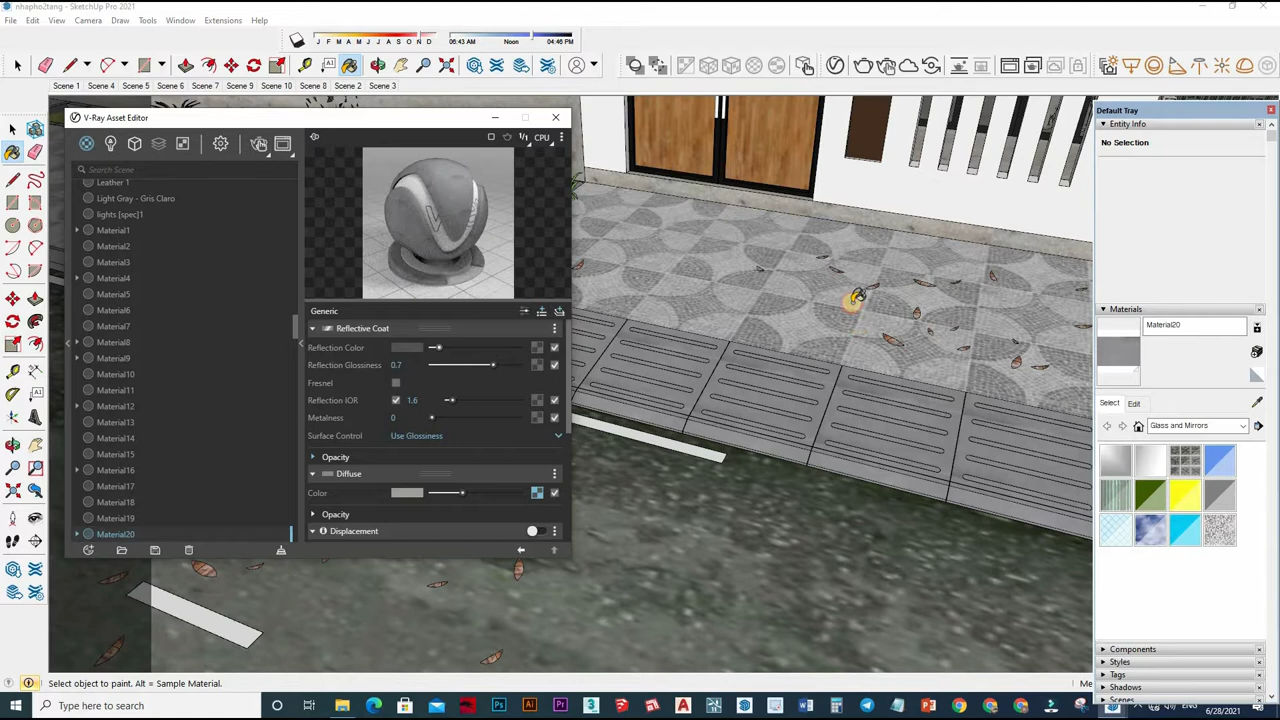 nhapho2tang - SketchUp Pro 2021
File Edit View Camera Draw Tools Window Extensions Help
J F M A M J J A S O N D 06:43 AM Noon 04:46 PM
Scene 1 Scene 4 Scene 5 Scene 6 Scene 7 Scene 9 Scene 10 Scene 8 Scene 2 Scene 3
V-Ray Asset Editor
Search Scene
Leather 1
Light Gray - Gris Claro
lights [spec]1
Material1
Material2
Material3
Material4
Material5
Material6
Material7
Material8
Material9
Material10
Material11
Material12
Material13
Material14
Material15
Material16
Material17
Material18
Material19
Material20
1/1 CPU
Generic
Reflective Coat
Reflection Color
Reflection Glossiness 0.7
Fresnel
Reflection IOR 1.6
Metalness 0
Surface Control Use Glossiness
Opacity
Diffuse
Color
Opacity
Displacement
Default Tray
Entity Info
No Selection
Materials
Material20
Select Edit
Glass and Mirrors
Components
Styles
Tags
Shadows
Scenes
Select object to paint. Alt = Sample Material.
Me
Type here to search
ENG
6/28/2021